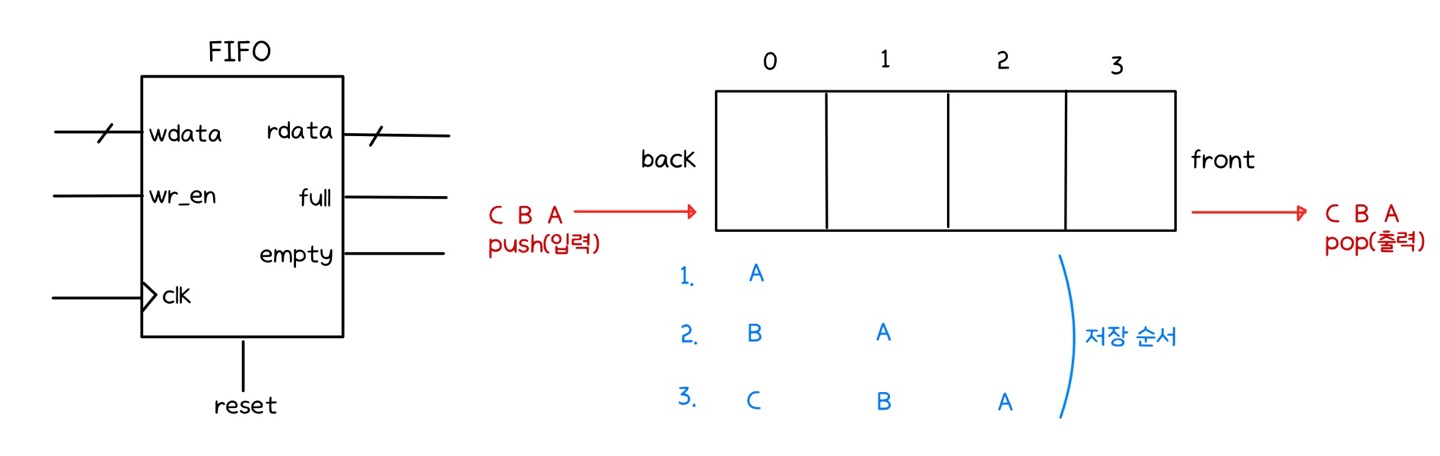 FIFO
wdata
rdata
wr_en
full
empty
clk
reset
0 1 2 3
back
front
C B A
push(입력)
C B A
pop(출력)
1. A
2. B A
3. C B A
저장 순서